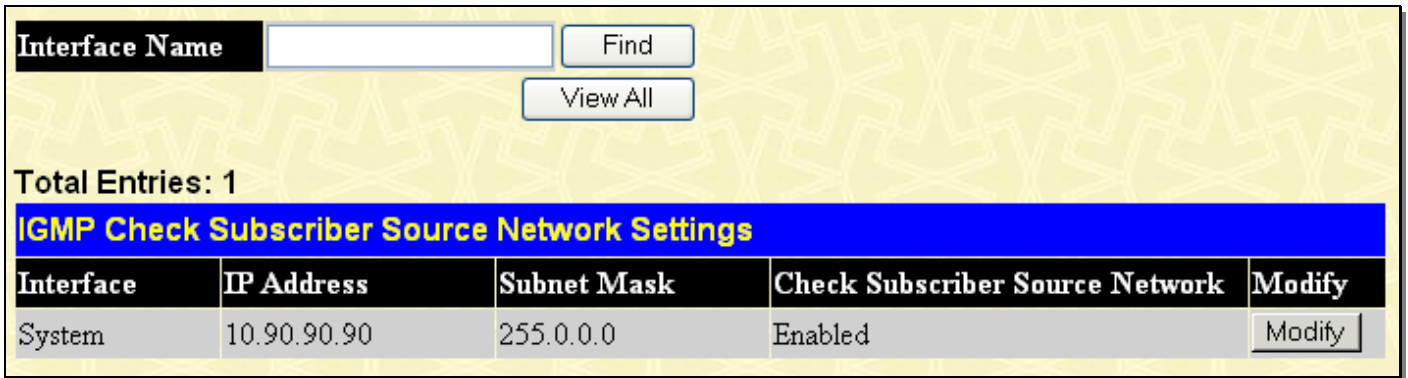 Interface Name Find
View All
Total Entries: 1
IGMP Check Subscriber Source Network Settings
Interface IP Address Subnet Mask Check Subscriber Source Network Modify
System 10.90.90.90 255.0.0.0 Enabled Modify